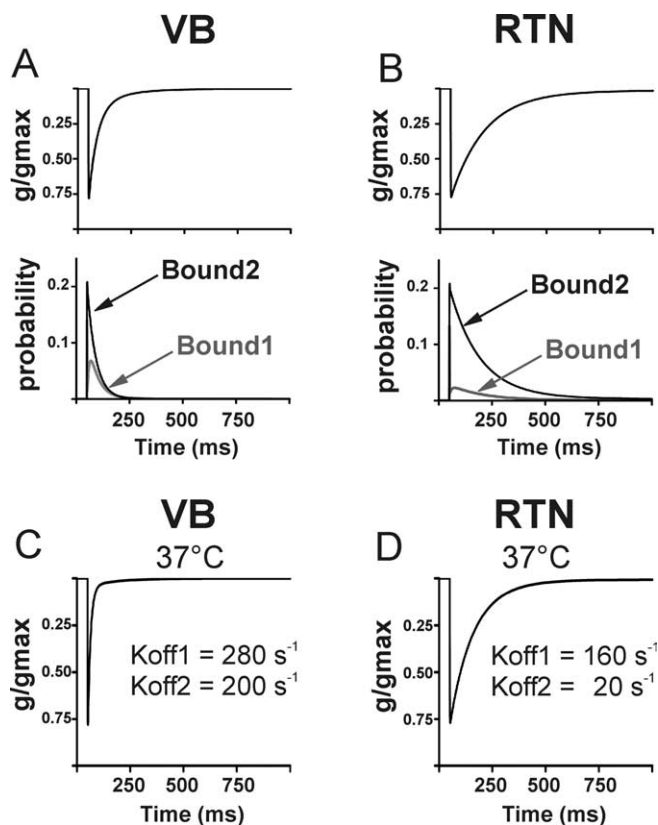 VB
RTN
A
B
g/gmax
0.25
0.50
0.75
g/gmax
0.25
0.50
0.75
probability
0.2
0.1
Bound2
Bound1
250 500 750
Time (ms)
probability
0.2
0.1
Bound2
Bound1
250 500 750
Time (ms)
VB
RTN
C
37°C
D
37°C
g/gmax
0.25
0.50
0.75
Koff1 = 280 s⁻¹
Koff2 = 200 s⁻¹
250 500 750
Time (ms)
g/gmax
0.25
0.50
0.75
Koff1 = 160 s⁻¹
Koff2 = 20 s⁻¹
250 500 750
Time (ms)